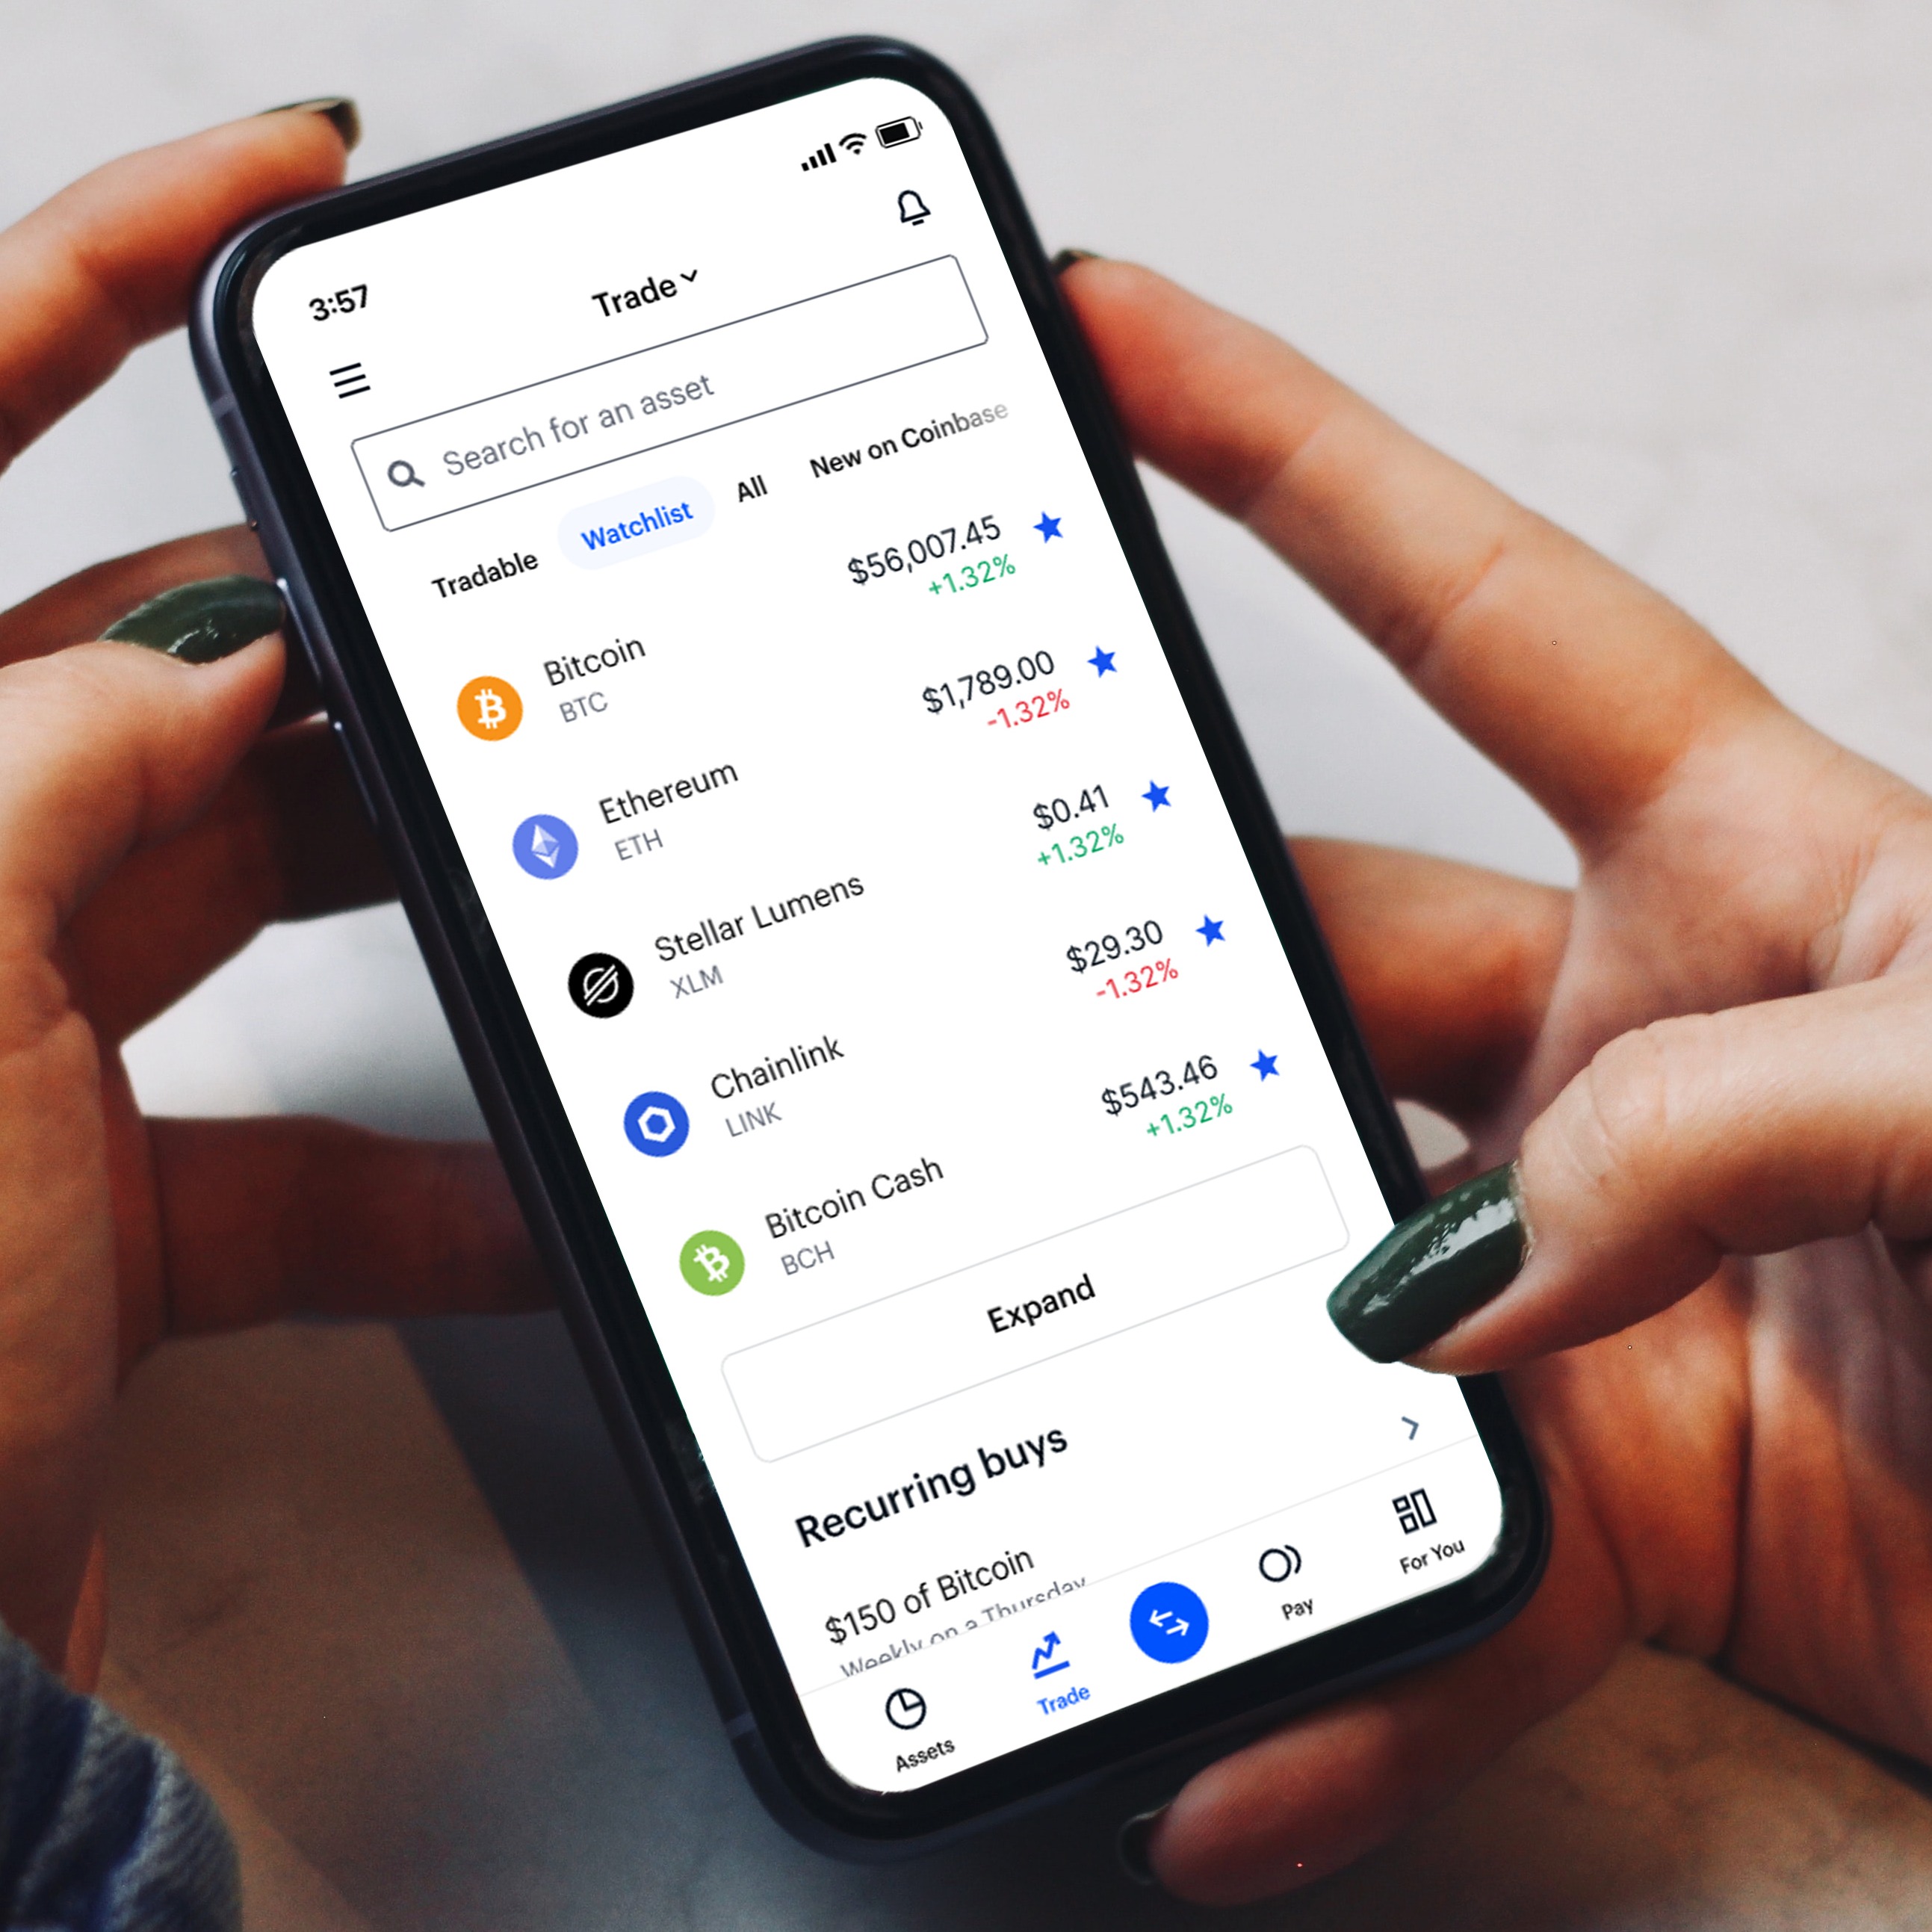 3:57
Trade
Search for an asset
Tradable Watchlist All New on Coinbase
Bitcoin $56,007.45
BTC +1.32%
Ethereum $1,789.00
ETH -1.32%
Stellar Lumens $0.41
XLM +1.32%
Chainlink $29.30
LINK -1.32%
Bitcoin Cash $543.46
BCH +1.32%
Expand
Recurring buys
$150 of Bitcoin
Weekly on a Thursday
Assets Trade Pay For You